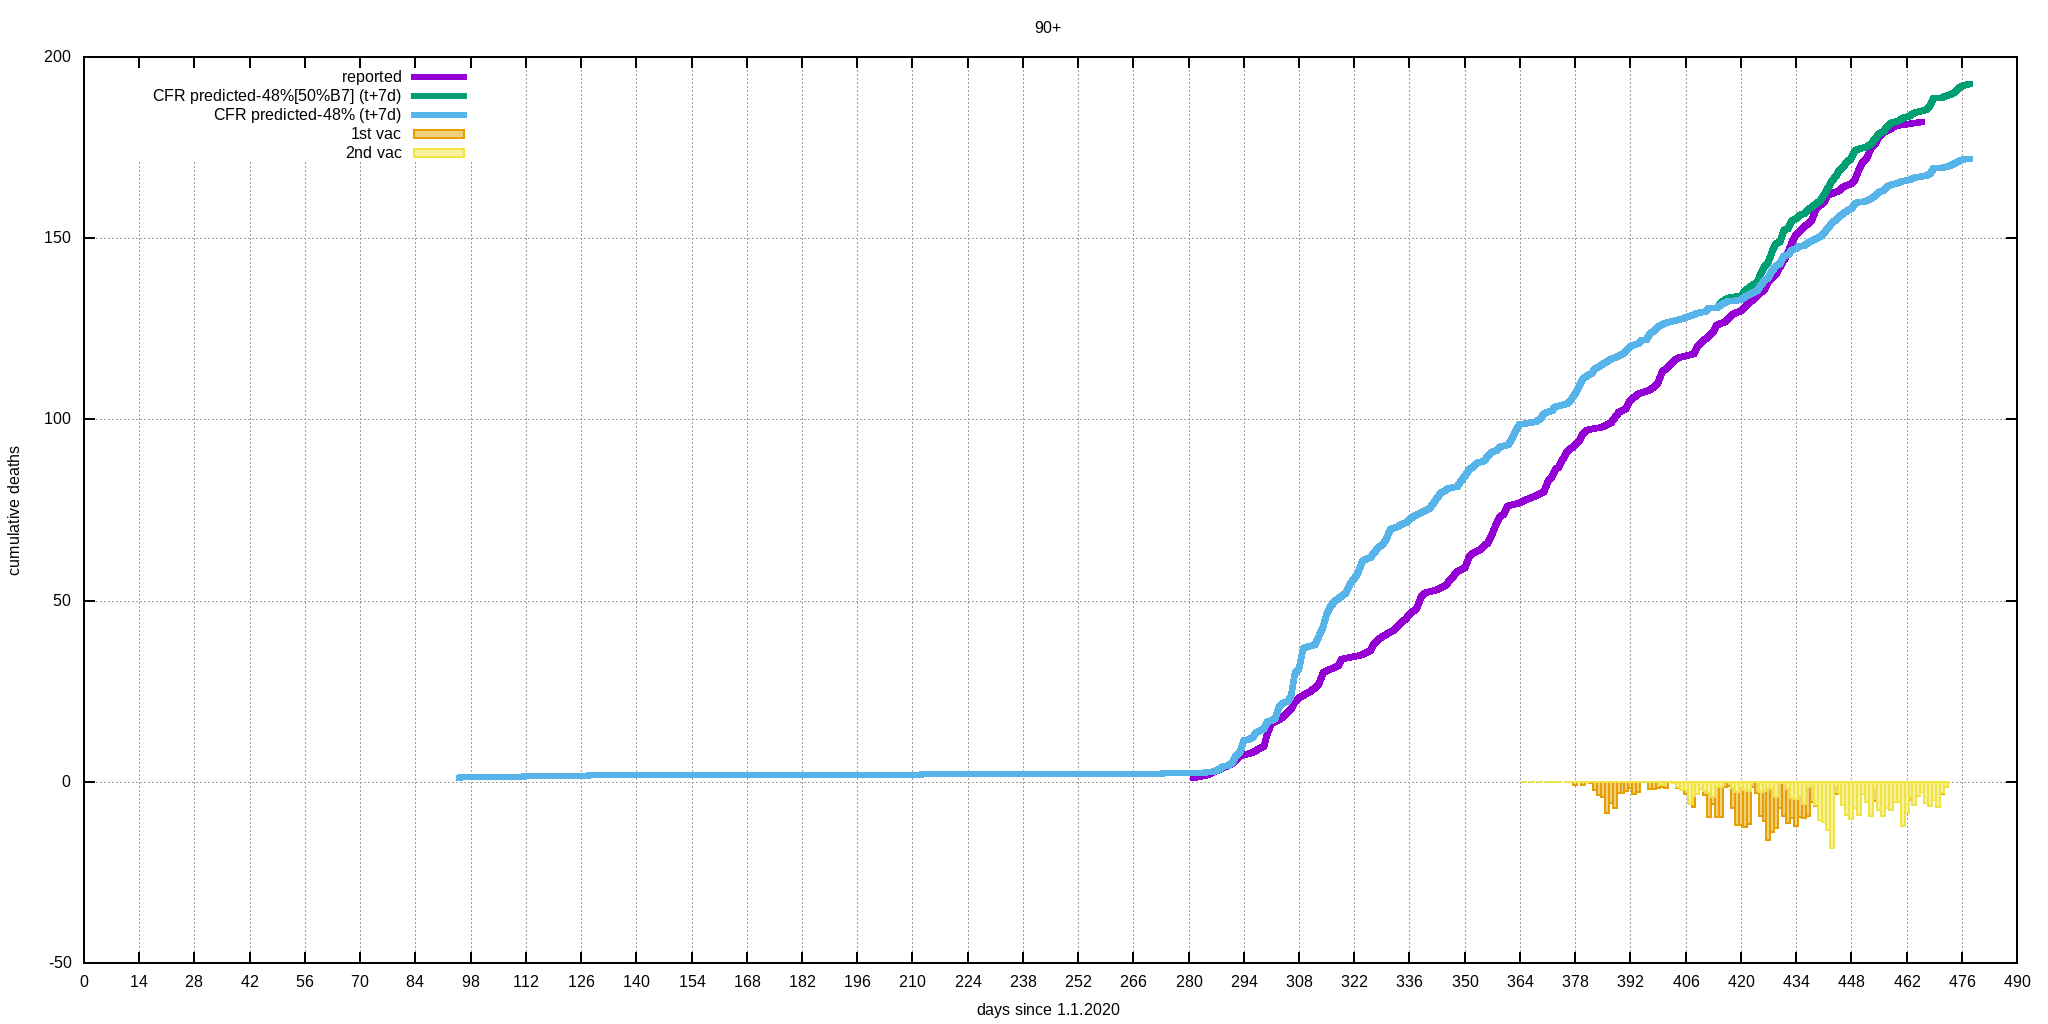 90+
200
reported
CFR predicted-48%[50%B7] (t+7d)
CFR predicted-48% (t+7d)
1st vac
2nd vac
150
100
50
0
-50
cumulative deaths
0 14 28 42 56 70 84 98 112 126 140 154 168 182 196 210 224 238 252 266 280 294 308 322 336 350 364 378 392 406 420 434 448 462 476 490
days since 1.1.2020